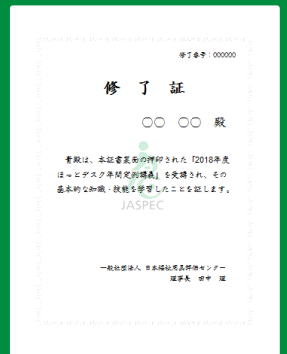 修了番号：000000
修 了 証
〇〇 〇〇 殿
貴殿は、本証書裏面の押印された『2018年度
ほっとデスク年間定例講義』を受講され、その
基本的な知識・技能を学習したことを証します。
JASPEC
一般社団法人 日本福祉用具評価センター
理事長 田中 理